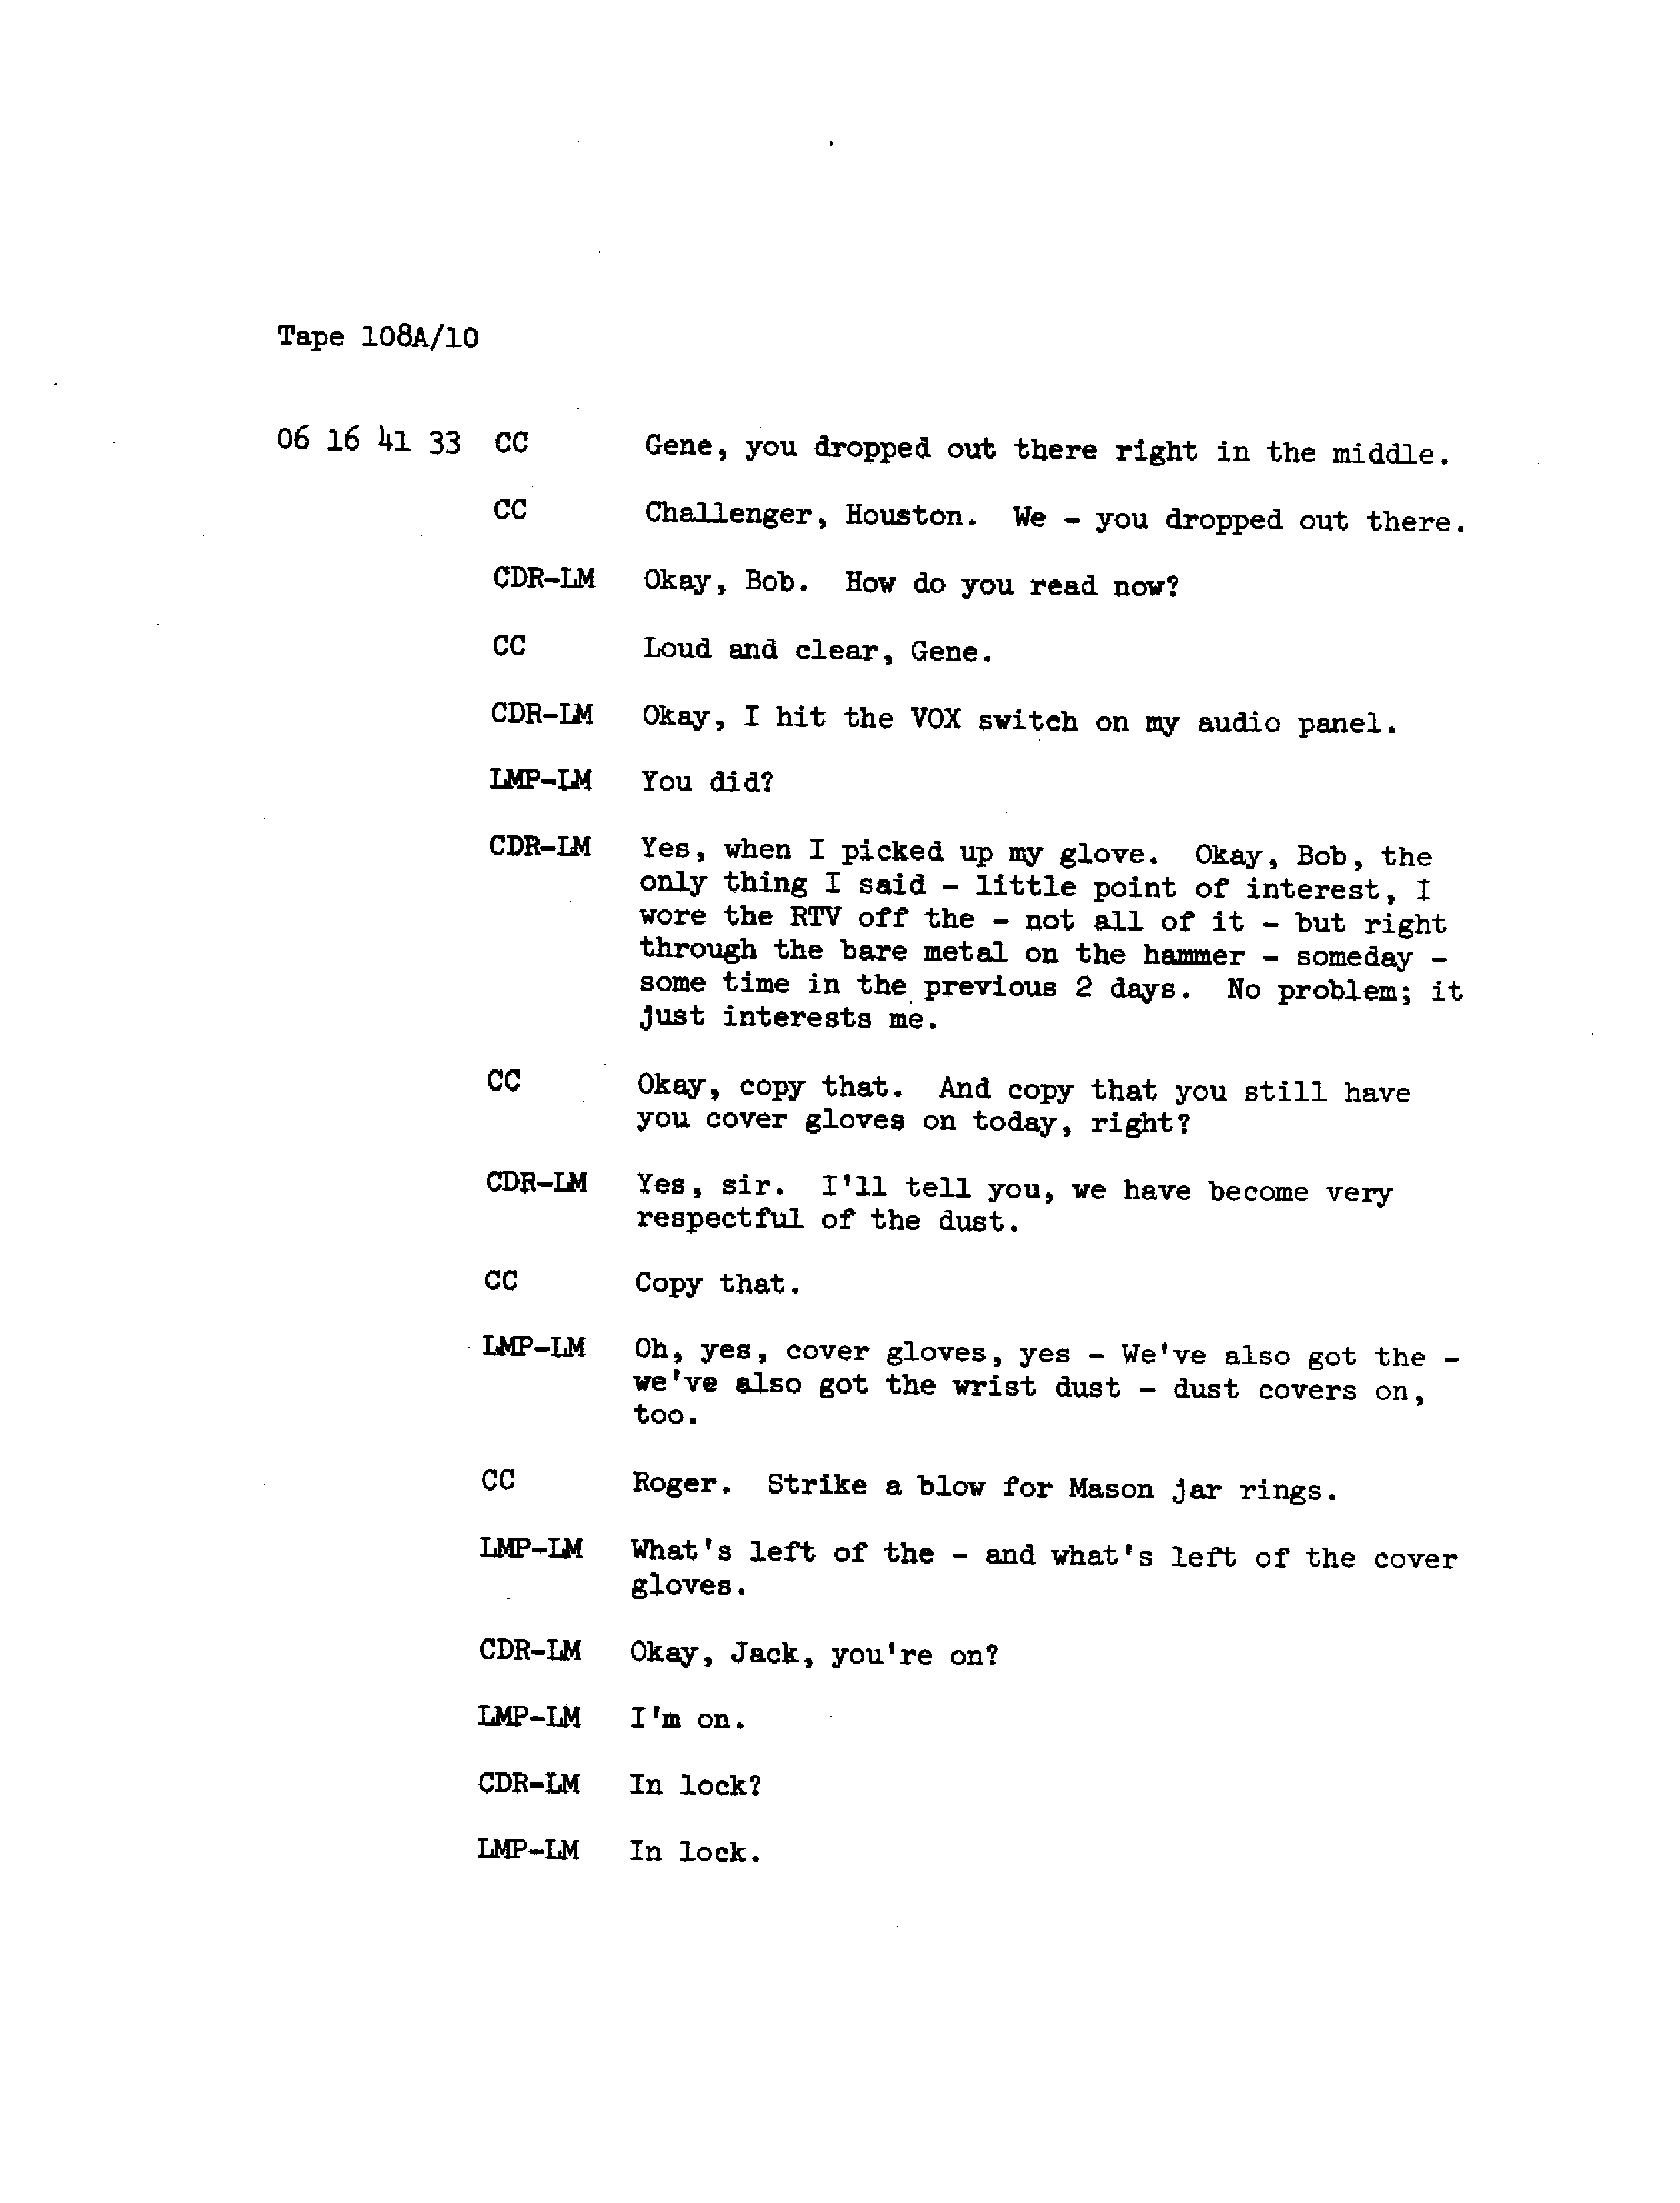 Tape 108A/10
06 16 41 33 CC Gene, you dropped out there right in the middle.
CC Challenger, Houston. We - you dropped out there.
CDR-LM Okay, Bob. How do you read now?
CC Loud and clear, Gene.
CDR-LM Okay, I hit the VOX switch on my audio panel.
LMP-LM You did?
CDR-LM Yes, when I picked up my glove. Okay, Bob, the
only thing I said - little point of interest, I
wore the RTV off the - not all of it - but right
through the bare metal on the hammer - someday -
some time in the previous 2 days. No problem; it
just interests me.
CC Okay, copy that. And copy that you still have
you cover gloves on today, right?
CDR-LM Yes, sir. I'll tell you, we have become very
respectful of the dust.
CC Copy that.
LMP-LM Oh, yes, cover gloves, yes - We've also got the -
we've also got the wrist dust - dust covers on,
too.
CC Roger. Strike a blow for Mason jar rings.
LMP-LM What's left of the - and what's left of the cover
gloves.
CDR-LM Okay, Jack, you're on?
LMP-LM I'm on.
CDR-LM In lock?
LMP-LM In lock.